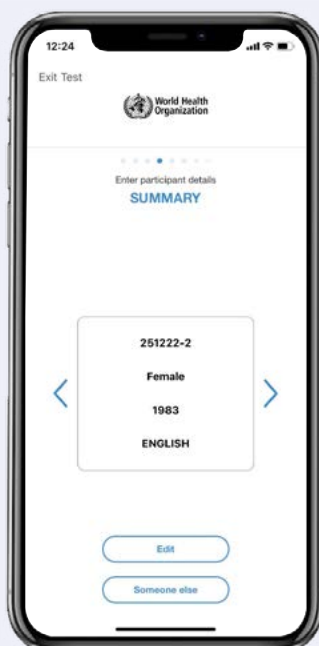 12:24
Exit Test
World Health
Organization
Enter participant details
SUMMARY
251222-2
Female
1983
ENGLISH
Edit
Someone else